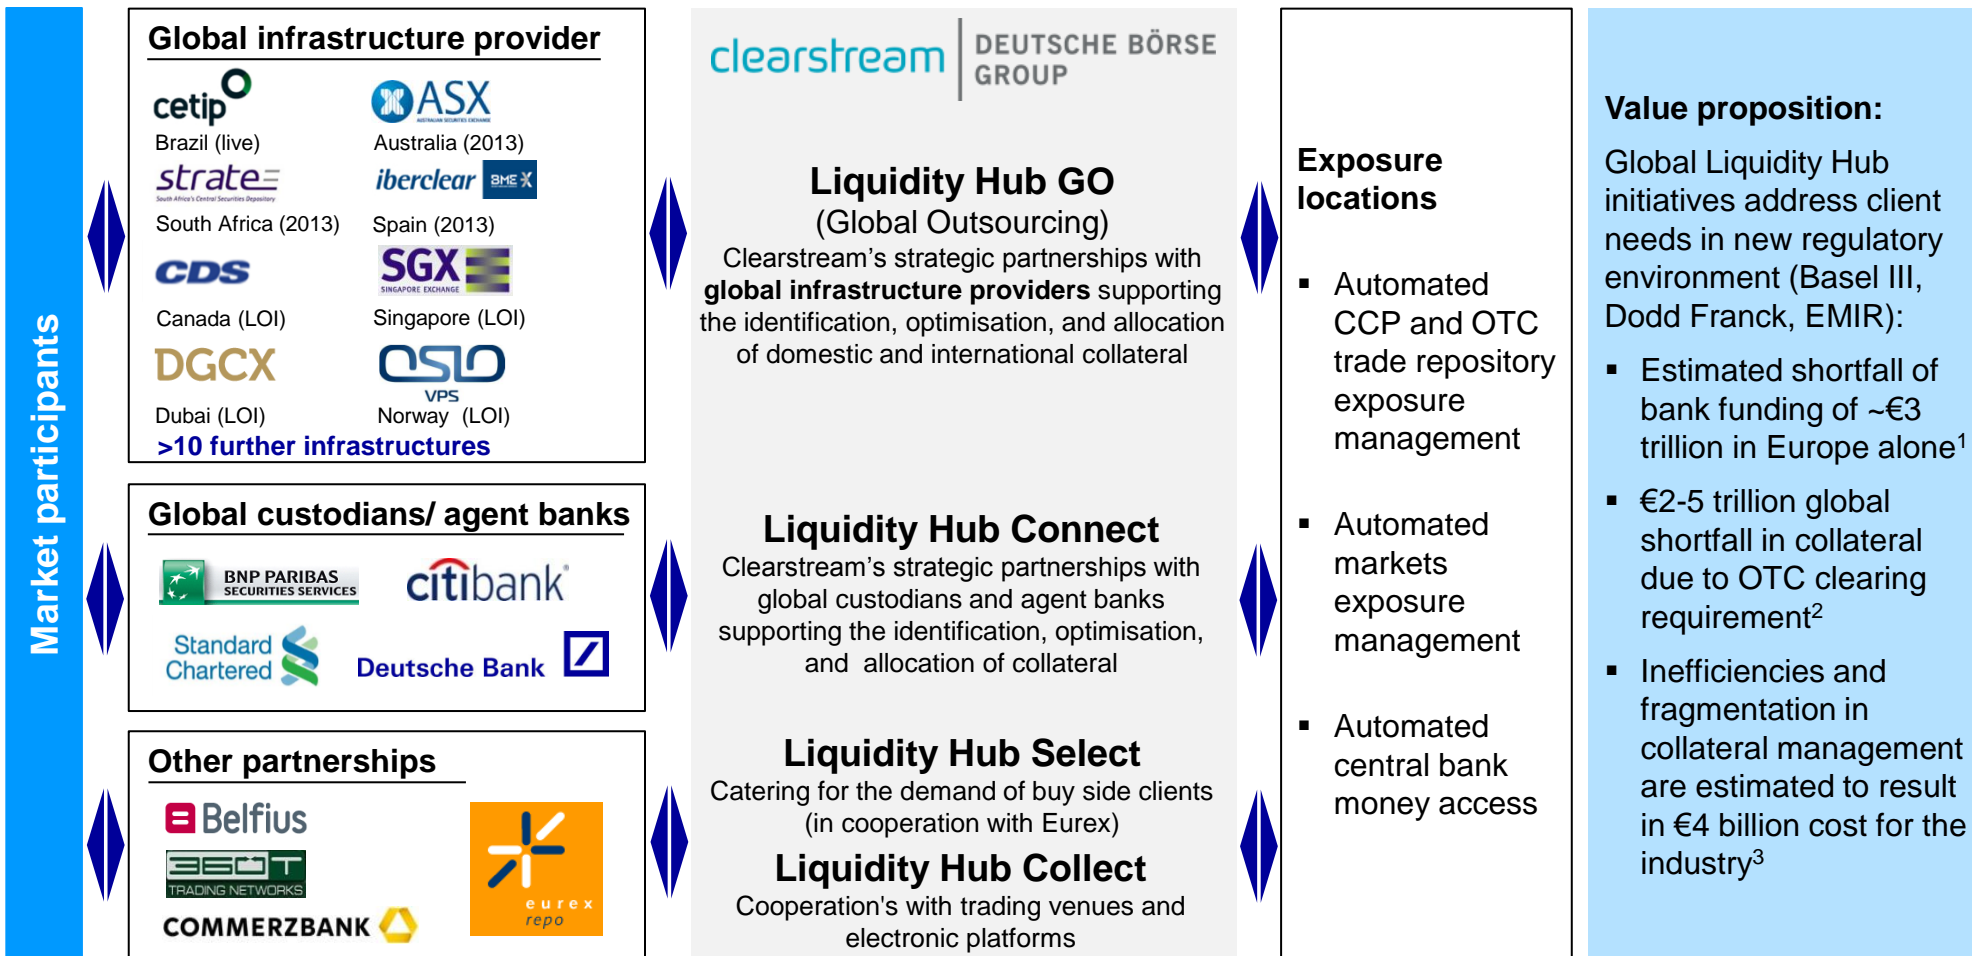 Market participants
Global infrastructure provider
cetip
ASX
AUSTRALIAN SECURITIES EXCHANGE
Brazil (live)
Australia (2013)
strate
South Africa's Central Securities Depository
iberclear BME X
South Africa (2013)
Spain (2013)
CDS
SGX
SINGAPORE EXCHANGE
Canada (LOI)
Singapore (LOI)
DGCX
OSLO
VPS
Dubai (LOI)
Norway (LOI)
>10 further infrastructures
Global custodians/ agent banks
BNP PARIBAS
SECURITIES SERVICES
citibank
Standard
Chartered
Deutsche Bank
Other partnerships
Belfius
360T
TRADING NETWORKS
COMMERZBANK
eurex
repo
clearstream
DEUTSCHE BÖRSE
GROUP
Liquidity Hub GO
(Global Outsourcing)
Clearstream's strategic partnerships with
global infrastructure providers supporting
the identification, optimisation, and allocation
of domestic and international collateral
Liquidity Hub Connect
Clearstream's strategic partnerships with
global custodians and agent banks
supporting the identification, optimisation,
and allocation of collateral
Liquidity Hub Select
Catering for the demand of buy side clients
(in cooperation with Eurex)
Liquidity Hub Collect
Cooperation's with trading venues and
electronic platforms
Exposure
locations
▪ Automated
CCP and OTC
trade repository
exposure
management
▪ Automated
markets
exposure
management
▪ Automated
central bank
money access
Value proposition:
Global Liquidity Hub
initiatives address client
needs in new regulatory
environment (Basel III,
Dodd Franck, EMIR):
▪ Estimated shortfall of
bank funding of ~€3
trillion in Europe alone¹
▪ €2-5 trillion global
shortfall in collateral
due to OTC clearing
requirement²
▪ Inefficiencies and
fragmentation in
collateral management
are estimated to result
in €4 billion cost for the
industry³